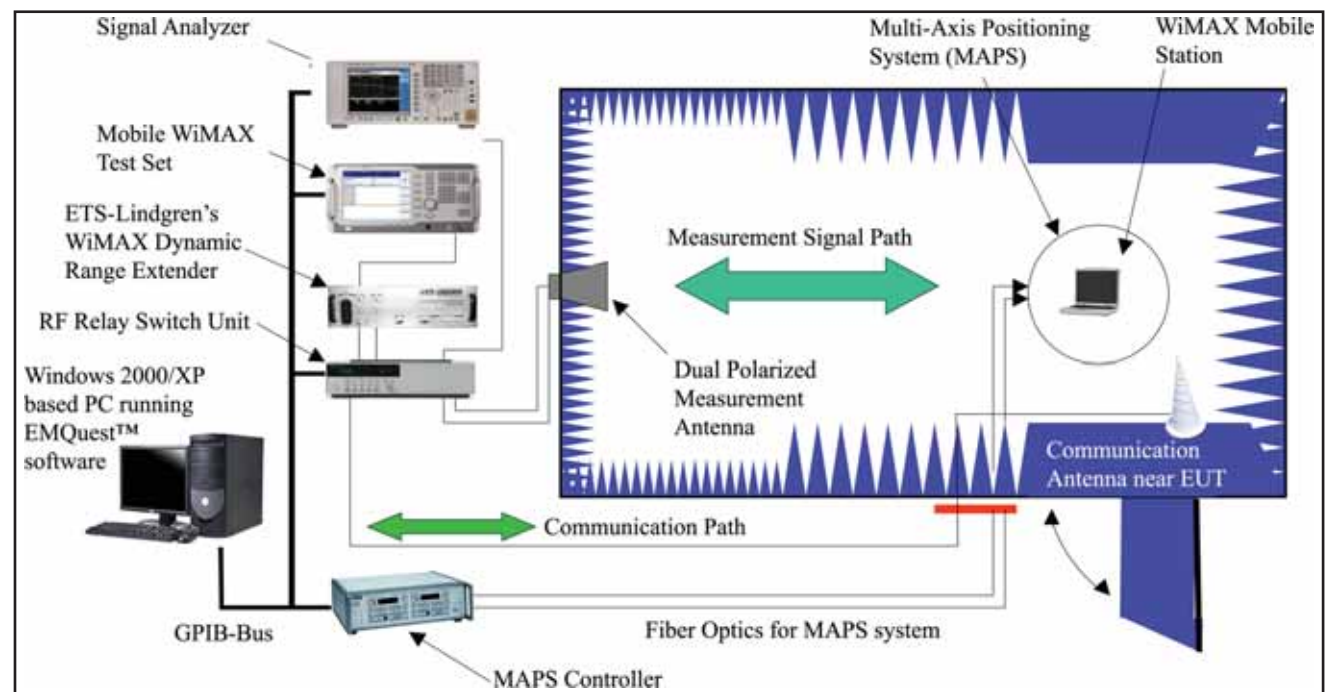 Signal Analyzer
Mobile WiMAX
Test Set
ETS-Lindgren's
WiMAX Dynamic
Range Extender
RF Relay Switch Unit
Windows 2000/XP
based PC running
EMQuest™
software
GPIB-Bus
MAPS Controller
Multi-Axis Positioning
System (MAPS)
WiMAX Mobile
Station
Measurement Signal Path
Dual Polarized
Measurement
Antenna
Communication
Antenna near EUT
Communication Path
Fiber Optics for MAPS system